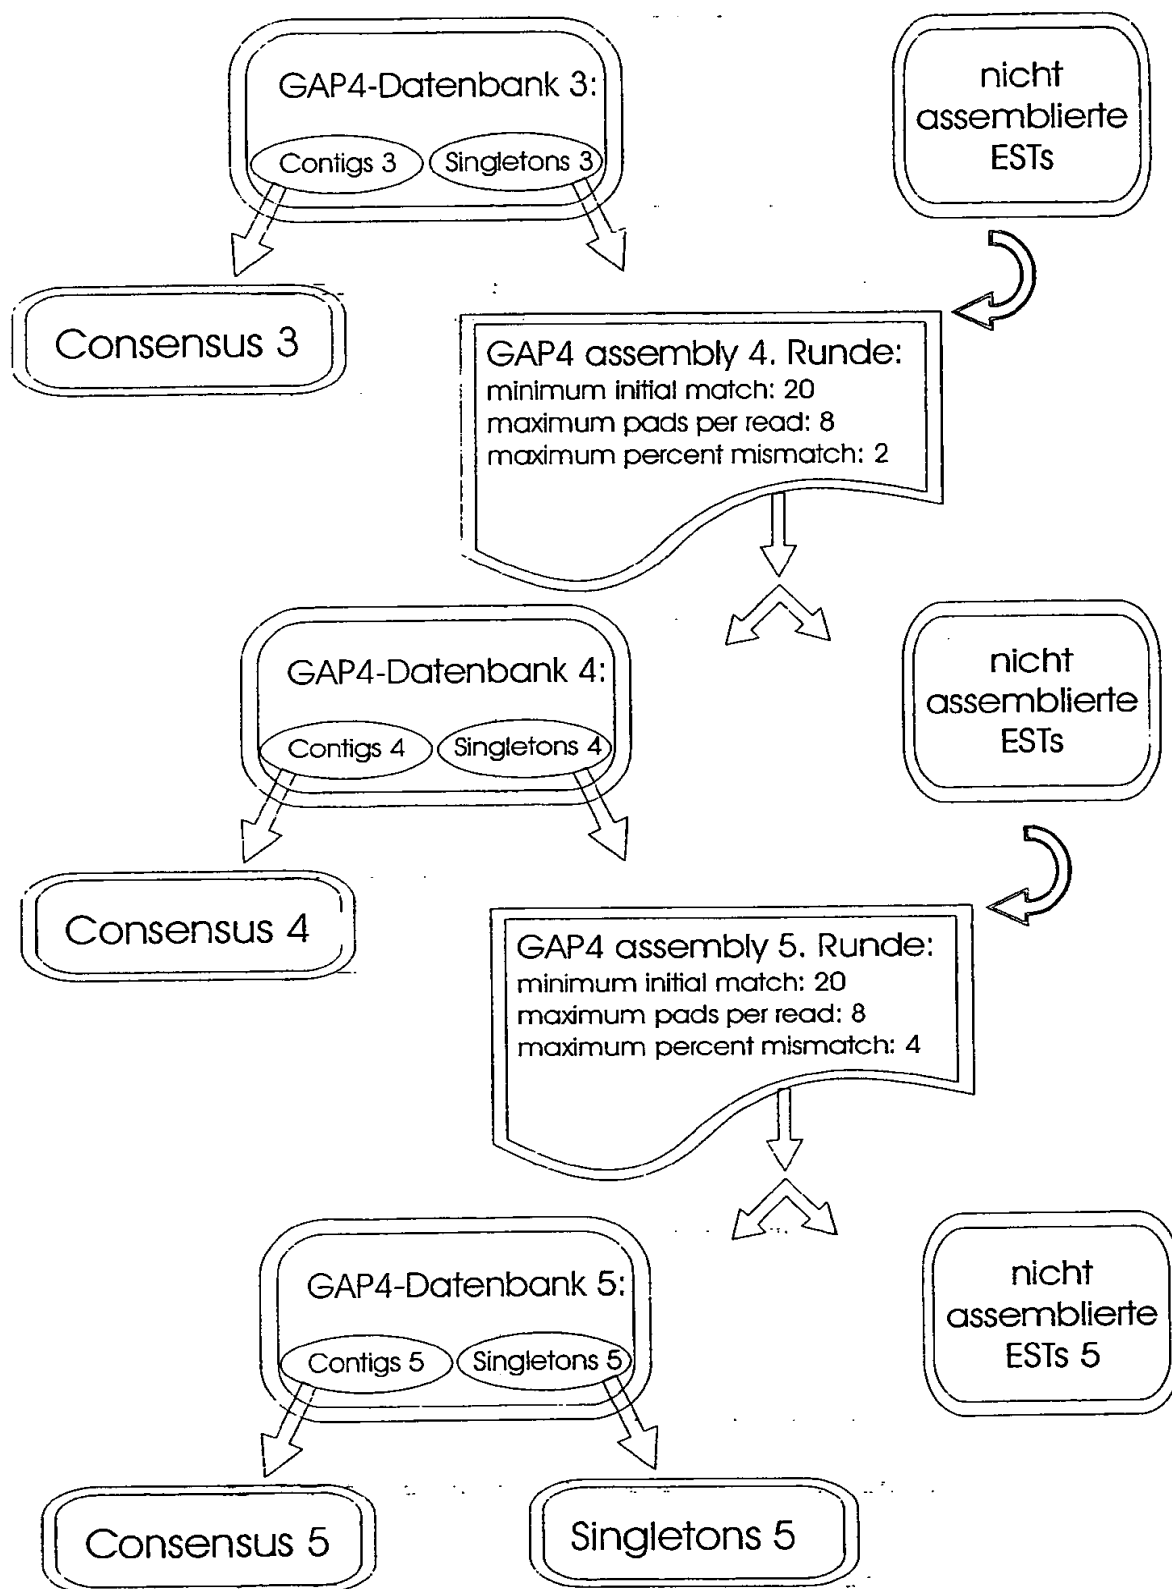 GAP4-Datenbank 3:
Contigs 3
Singletons 3
nicht
assemblierte
ESTs
Consensus 3
GAP4 assembly 4. Runde:
minimum initial match: 20
maximum pads per read: 8
maximum percent mismatch: 2
GAP4-Datenbank 4:
Contigs 4
Singletons 4
nicht
assemblierte
ESTs
Consensus 4
GAP4 assembly 5. Runde:
minimum initial match: 20
maximum pads per read: 8
maximum percent mismatch: 4
GAP4-Datenbank 5:
Contigs 5
Singletons 5
nicht
assemblierte
ESTs 5
Consensus 5
Singletons 5